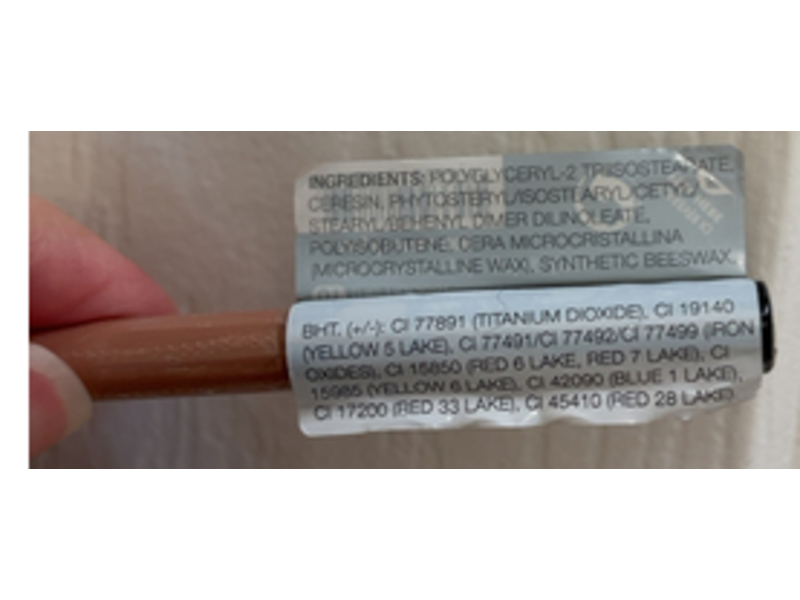 INGREDIENTS: POLYGLYCERYL-2 TRIISOSTEARATE,
CERESIN, PHYTOSTERYL/ISOSTEARYL/CETYL/
STEARYL/BEHENYL DIMER DILINOLEATE,
POLYISOBUTENE, CERA MICROCRISTALLINA
(MICROCRYSTALLINE WAX), SYNTHETIC BEESWAX,
BHT. (+/-): CI 77891 (TITANIUM DIOXIDE), CI 19140
(YELLOW 5 LAKE), CI 77491/CI 77492/CI 77499 (IRON
OXIDES), CI 15850 (RED 6 LAKE, RED 7 LAKE), CI
15985 (YELLOW 6 LAKE), CI 42090 (BLUE 1 LAKE),
CI 17200 (RED 33 LAKE), CI 45410 (RED 28 LAKE)